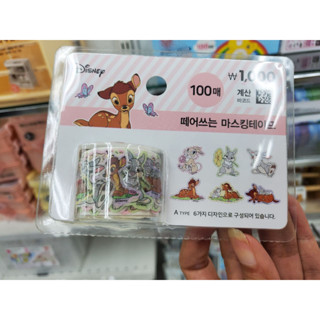 Disney
₩1,000
100매
계산
바코드
떼어쓰는 마스킹테이프
A TYPE 6가지 디자인으로 구성되어 있습니다.